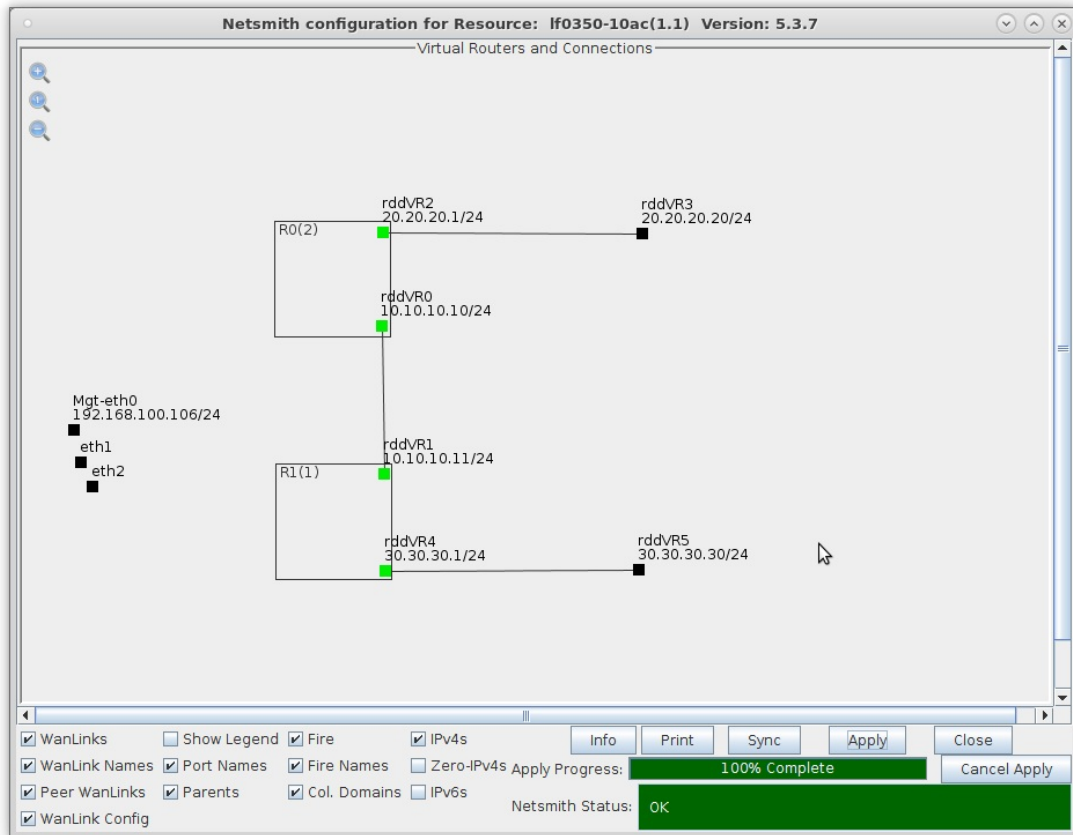 Netsmith configuration for Resource: lf0350-10ac(1.1) Version: 5.3.7
Virtual Routers and Connections
rddVR2
20.20.20.1/24
rddVR3
20.20.20.20/24
R0(2)
rddVR0
10.10.10.10/24
Mgt-eth0
192.168.100.106/24
eth1
eth2
rddVR1
10.10.10.11/24
R1(1)
rddVR4
30.30.30.1/24
rddVR5
30.30.30.30/24
WanLinks Show Legend Fire IPv4s Info Print Sync Apply Close
WanLink Names Port Names Fire Names Zero-IPv4s Apply Progress: 100% Complete Cancel Apply
Peer WanLinks Parents Col. Domains IPv6s Netsmith Status: OK
WanLink Config